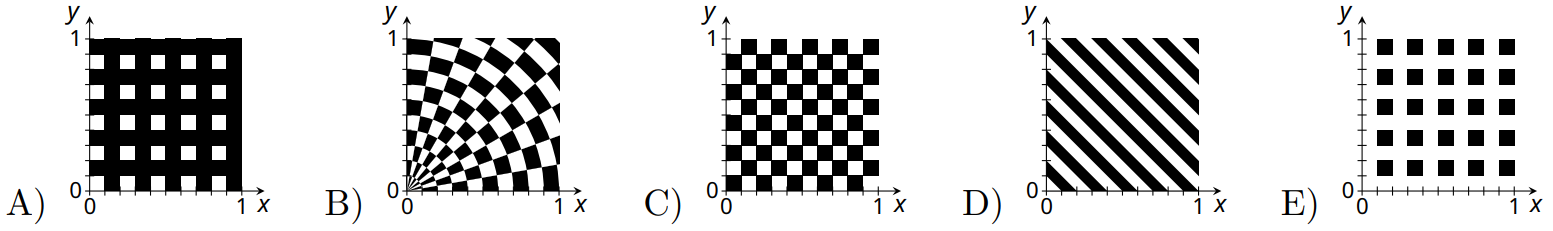 A) y 1 0 0 1 x
B) y 1 0 0 1 x
C) y 1 0 0 1 x
D) y 1 0 0 1 x
E) y 1 0 0 1 x